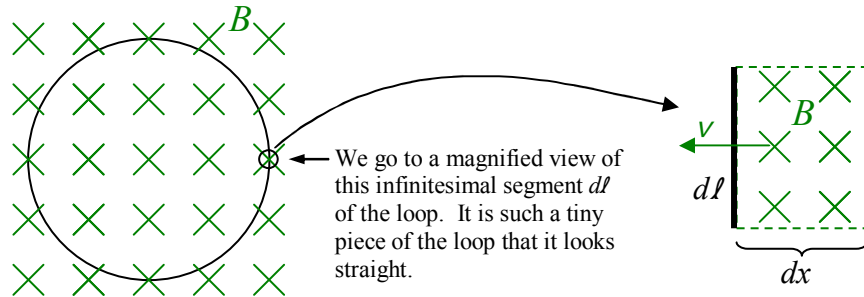 B
We go to a magnified view of
this infinitesimal segment dℓ
of the loop.  It is such a tiny
piece of the loop that it looks
straight.
v
B
dℓ
dx